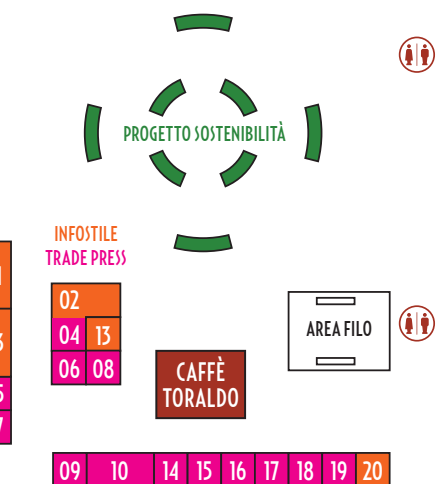 PROGETTO SOSTENIBILITÀ
INFOSTILE
TRADE PRESS
02
04 13
06 08
AREA FILO
CAFFÈ
TORALDO
09 10 14 15 16 17 18 19 20